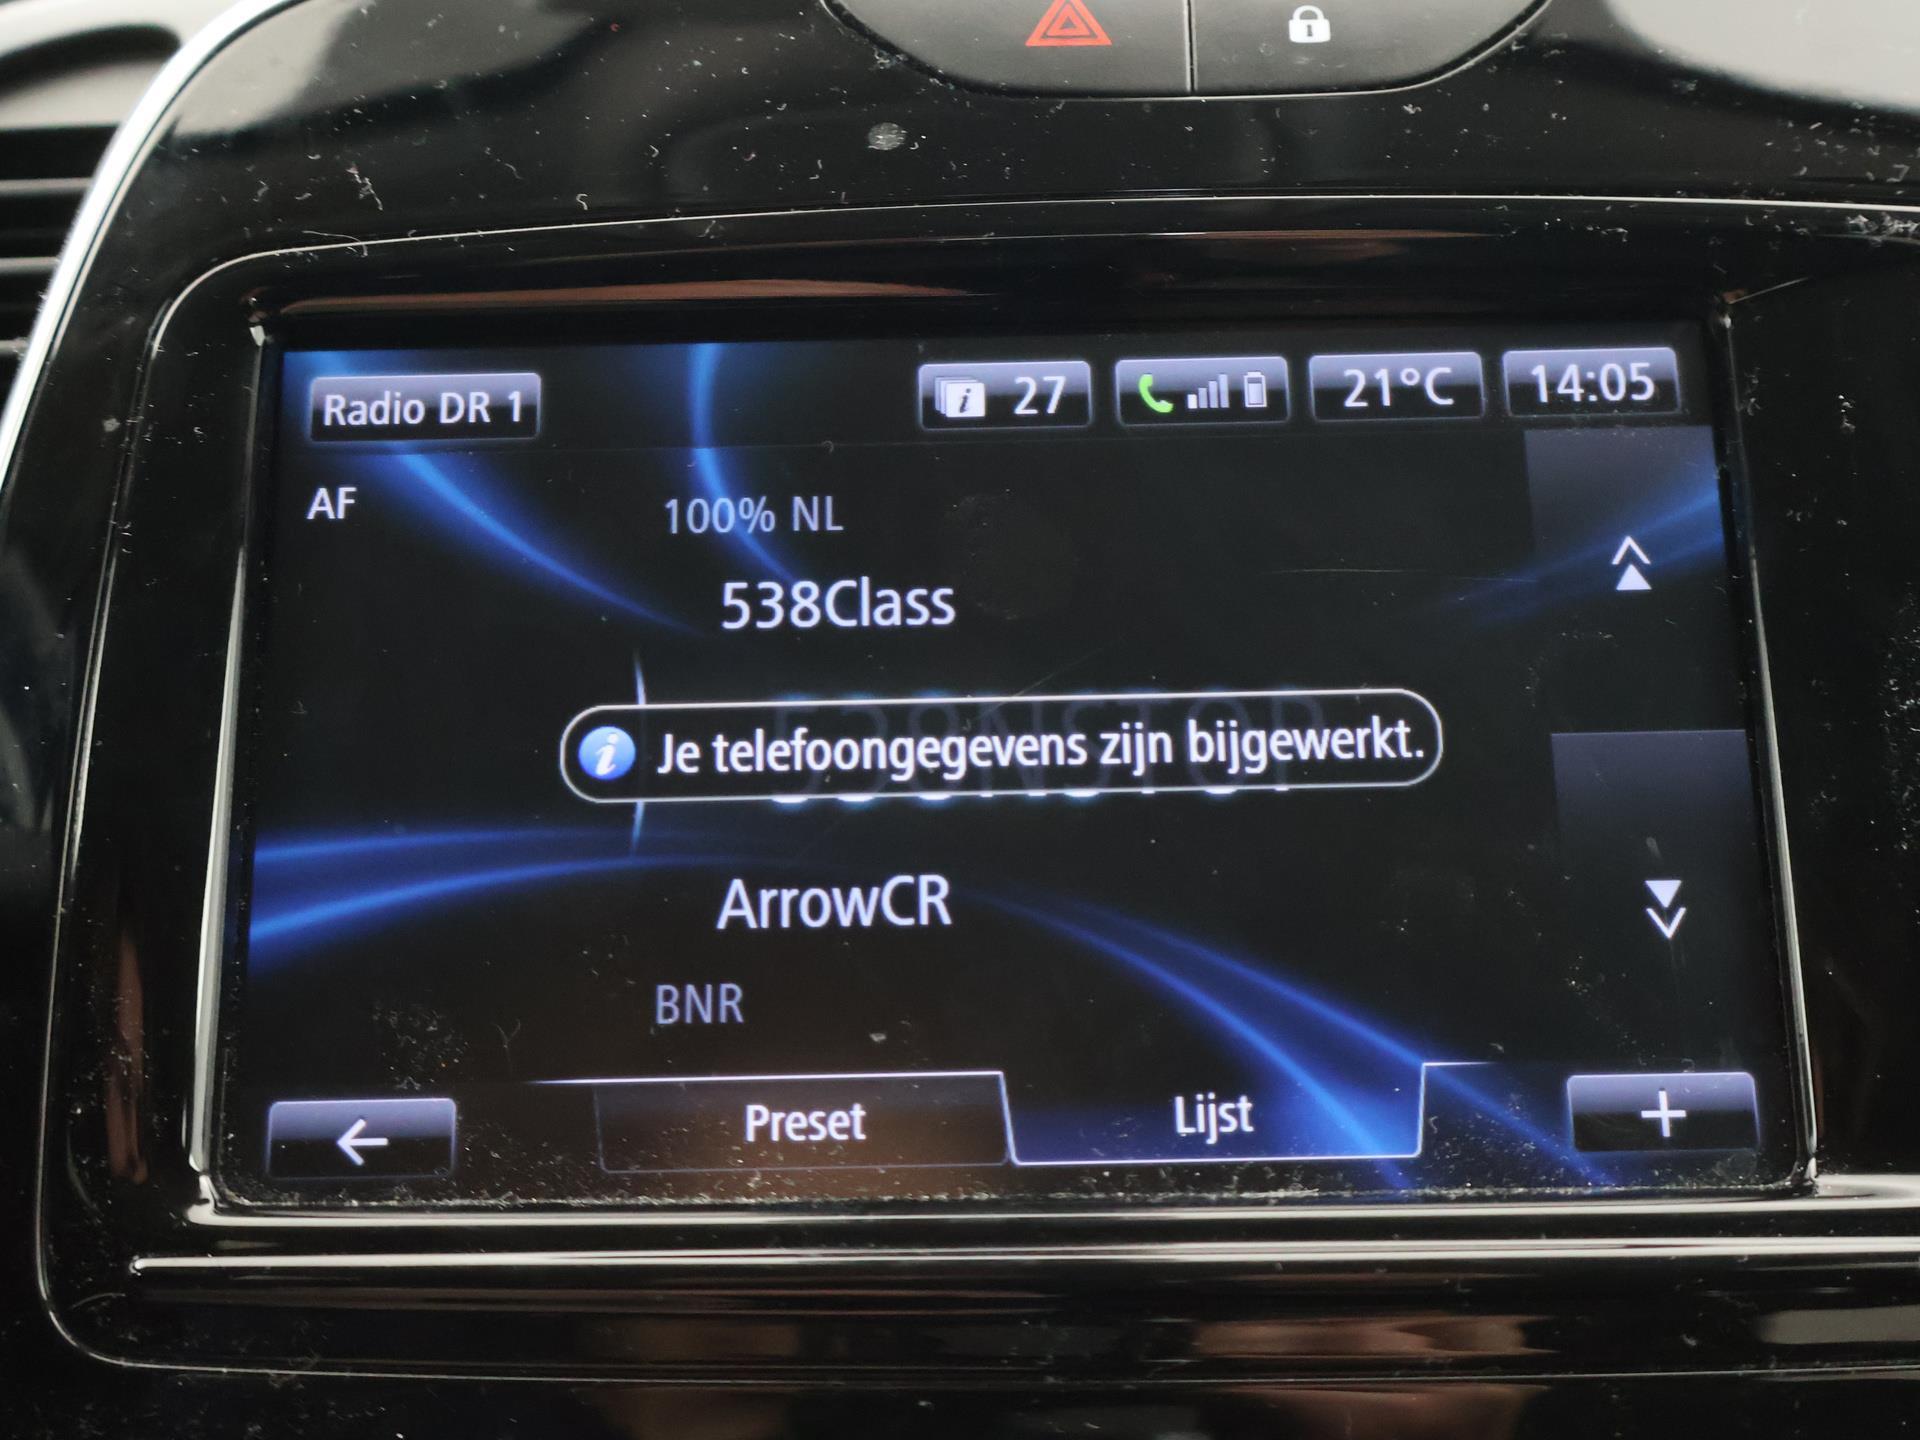 Radio DR 1
27
21°C
14:05
AF
100% NL
538Class
538NSTOP
Je telefoongegevens zijn bijgewerkt.
ArrowCR
BNR
Preset
Lijst